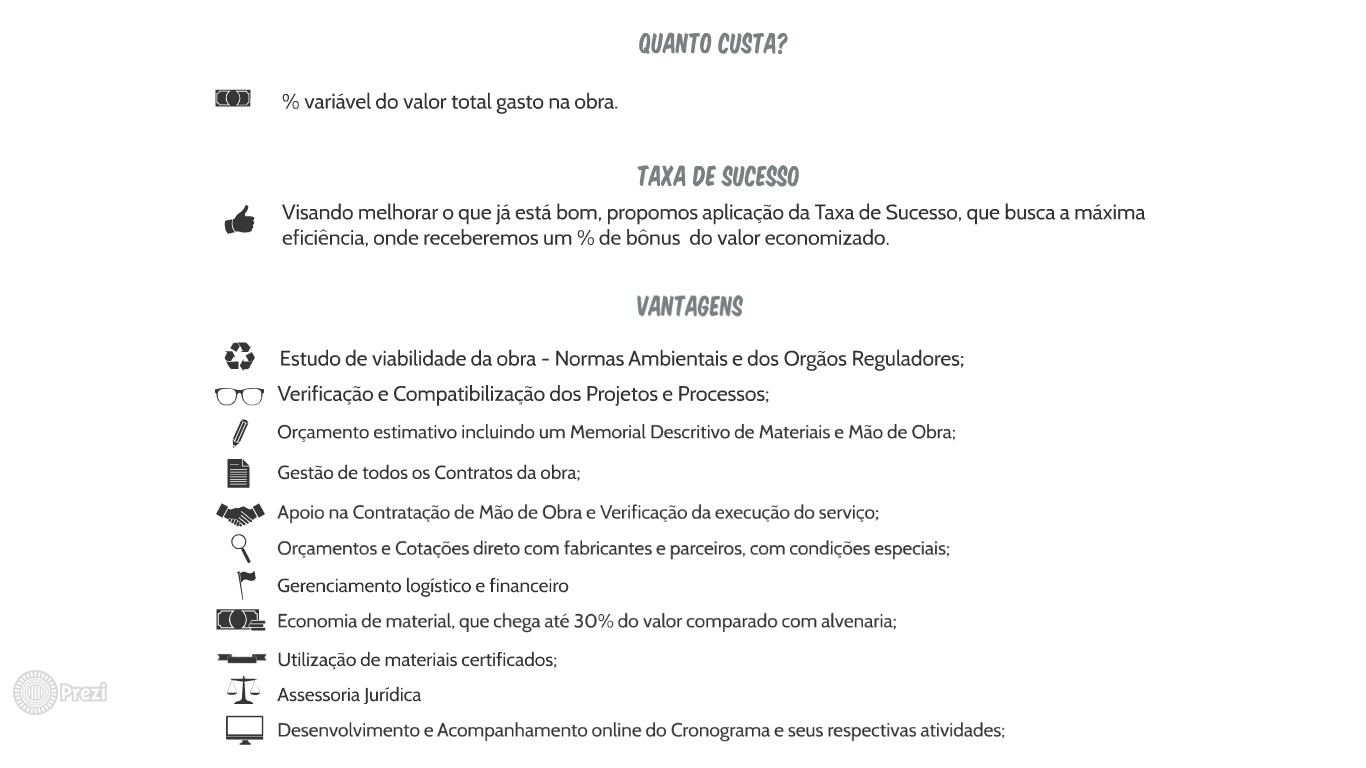 QUANTO CUSTA?
% variável do valor total gasto na obra.
TAXA DE SUCESSO
Visando melhorar o que já está bom, propomos aplicação da Taxa de Sucesso, que busca a máxima
eficiência, onde receberemos um % de bônus do valor economizado.
VANTAGENS
Estudo de viabilidade da obra - Normas Ambientais e dos Orgãos Reguladores;
Verificação e Compatibilização dos Projetos e Processos;
Orçamento estimativo incluindo um Memorial Descritivo de Materiais e Mão de Obra;
Gestão de todos os Contratos da obra;
Apoio na Contratação de Mão de Obra e Verificação da execução do serviço;
Orçamentos e Cotações direto com fabricantes e parceiros, com condições especiais;
Gerenciamento logístico e financeiro
Economia de material, que chega até 30% do valor comparado com alvenaria;
Utilização de materiais certificados;
Assessoria Jurídica
Desenvolvimento e Acompanhamento online do Cronograma e seus respectivas atividades;
Prezi